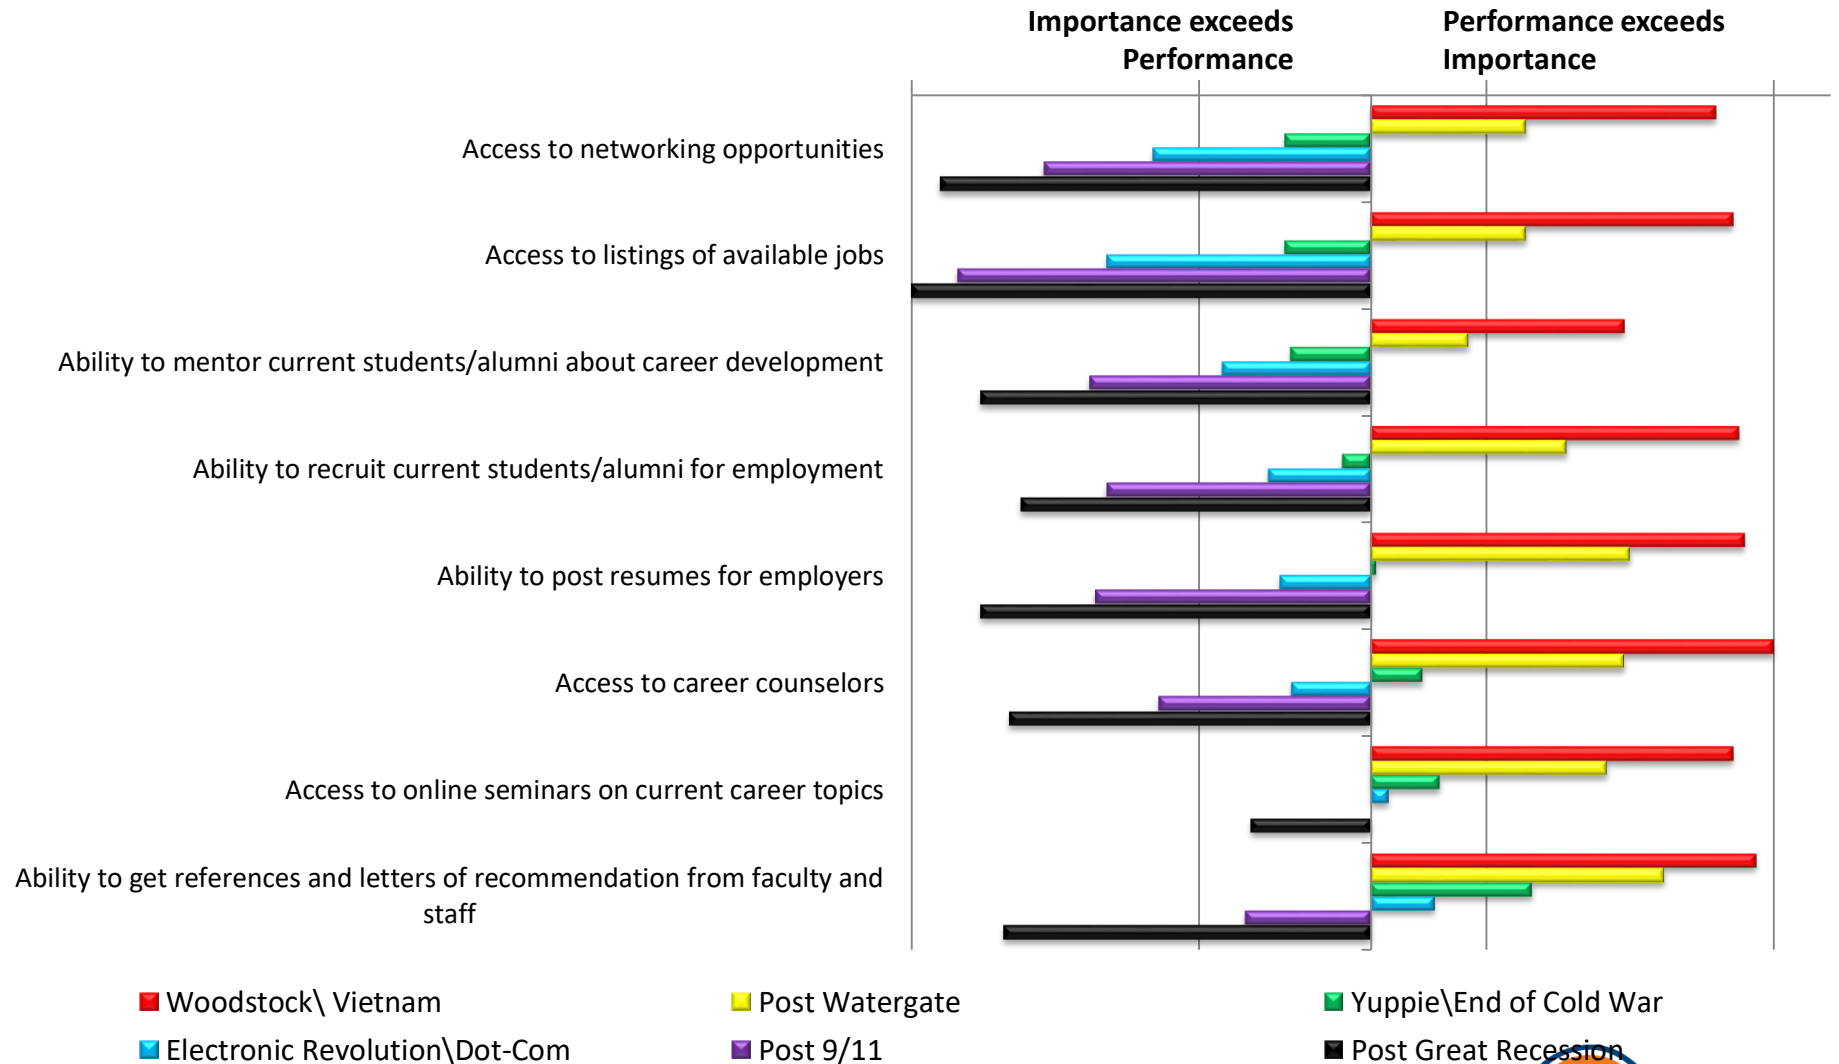 Importance exceeds
Performance
Performance exceeds
Importance
Access to networking opportunities
Access to listings of available jobs
Ability to mentor current students/alumni about career development
Ability to recruit current students/alumni for employment
Ability to post resumes for employers
Access to career counselors
Access to online seminars on current career topics
Ability to get references and letters of recommendation from faculty and
staff
Woodstock\ Vietnam
Post Watergate
Yuppie\End of Cold War
Electronic Revolution\Dot-Com
Post 9/11
Post Great Recession